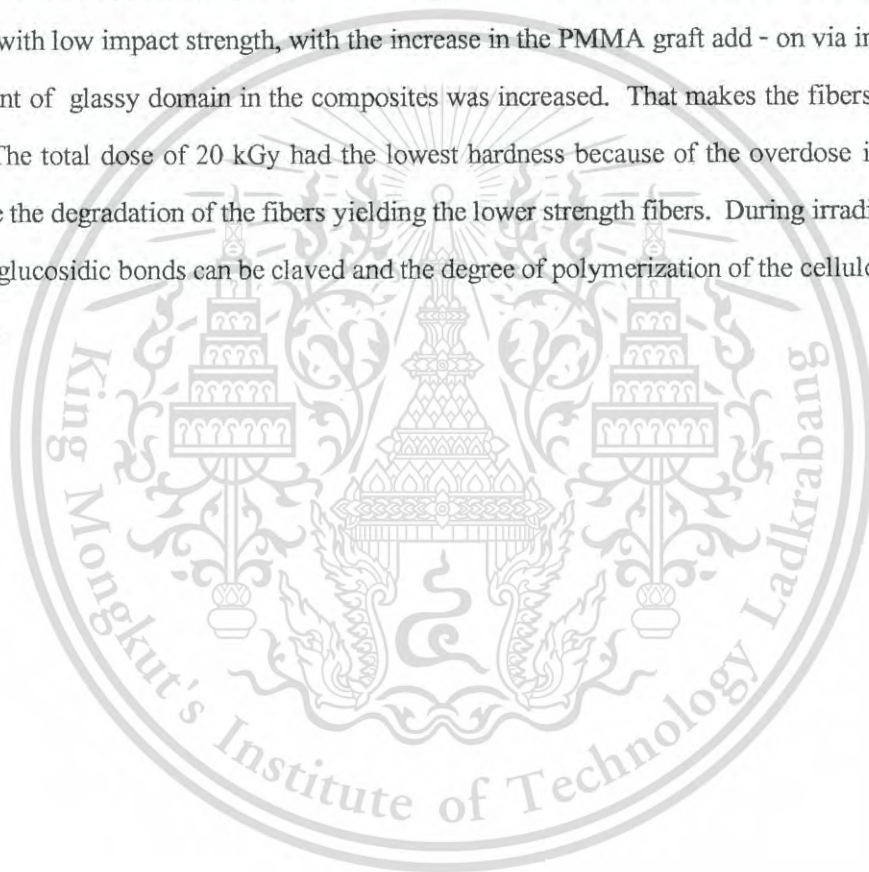 with low impact strength, with the increase in the PMMA graft add - on via
nt of glassy domain in the composites was increased. That makes the fibers
The total dose of 20 kGy had the lowest hardness because of the overdose
the degradation of the fibers yielding the lower strength fibers. During
glucosidic bonds can be claved and the degree of polymerization of the
King Mongkut's Institute of Technology Ladkrabang